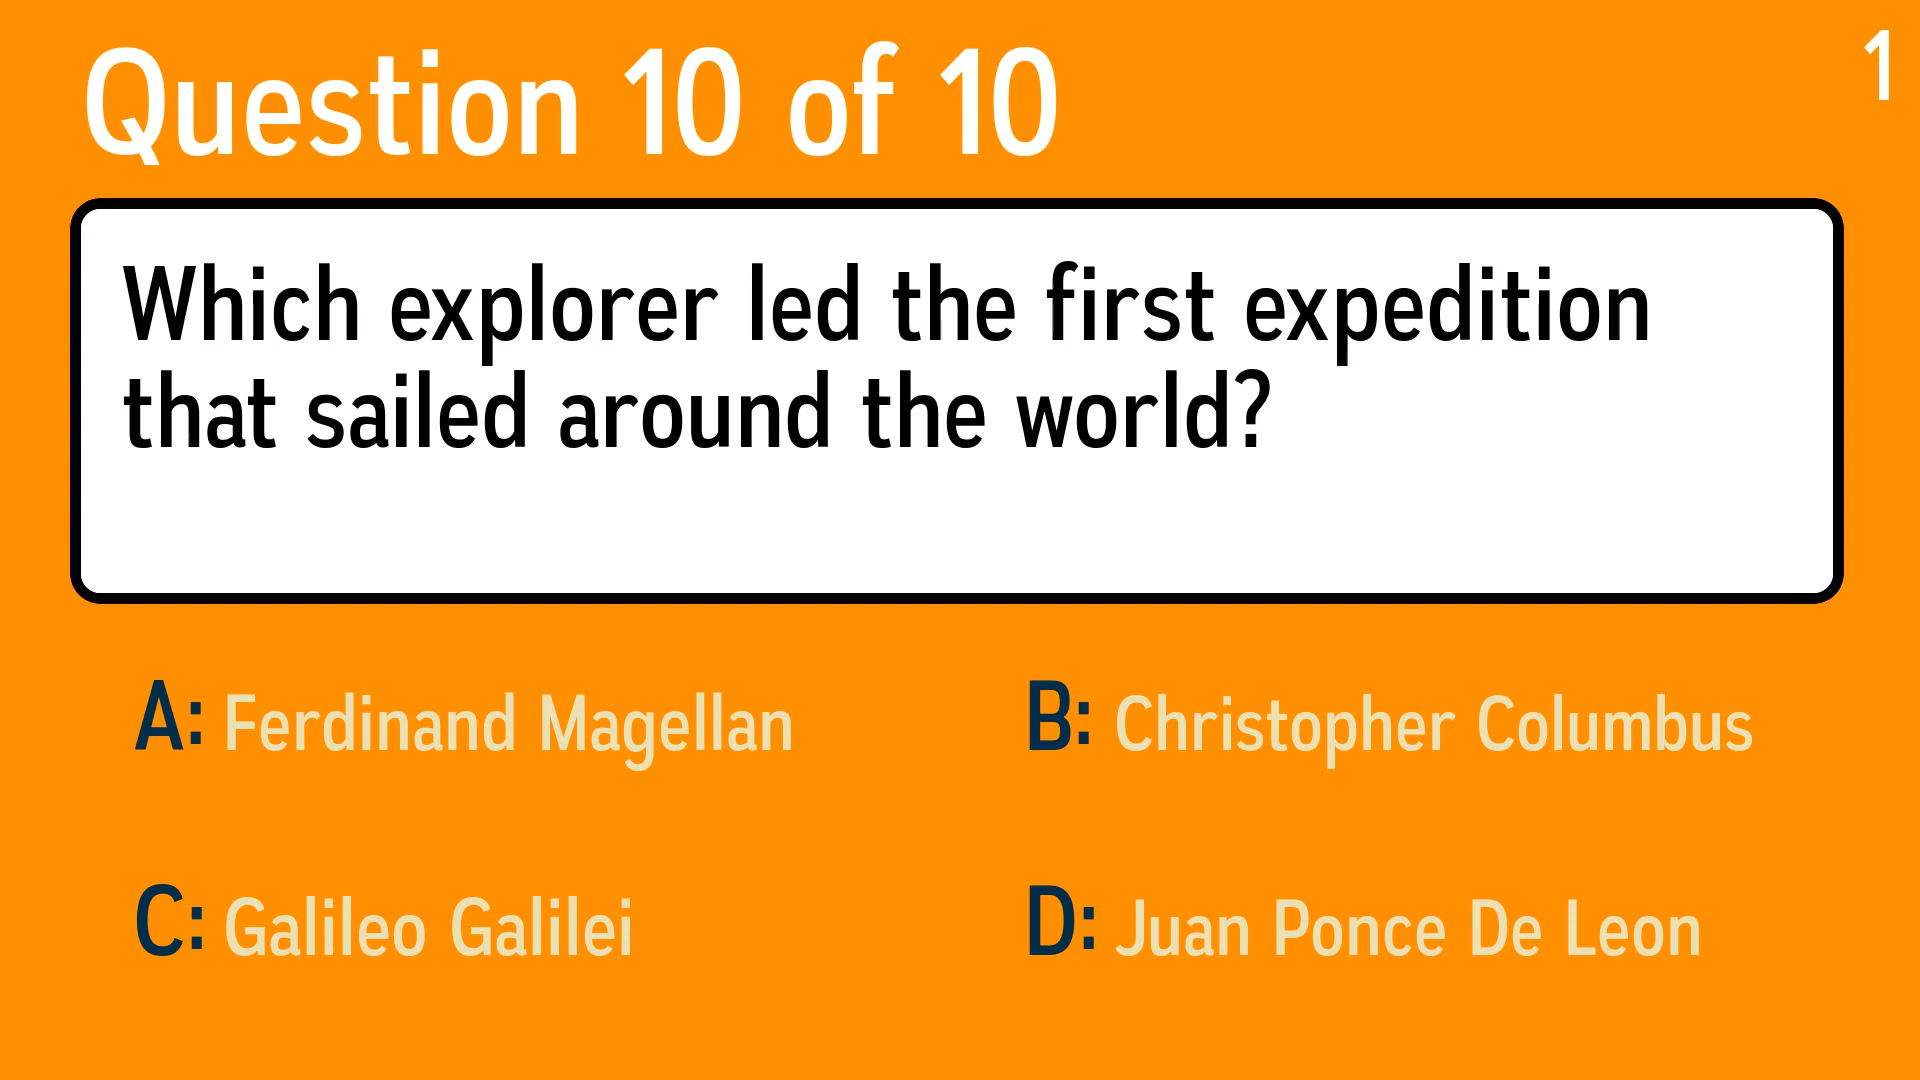 Question 10 of 10
1
Which explorer led the first expedition
that sailed around the world?
A: Ferdinand Magellan
B: Christopher Columbus
C: Galileo Galilei
D: Juan Ponce De Leon